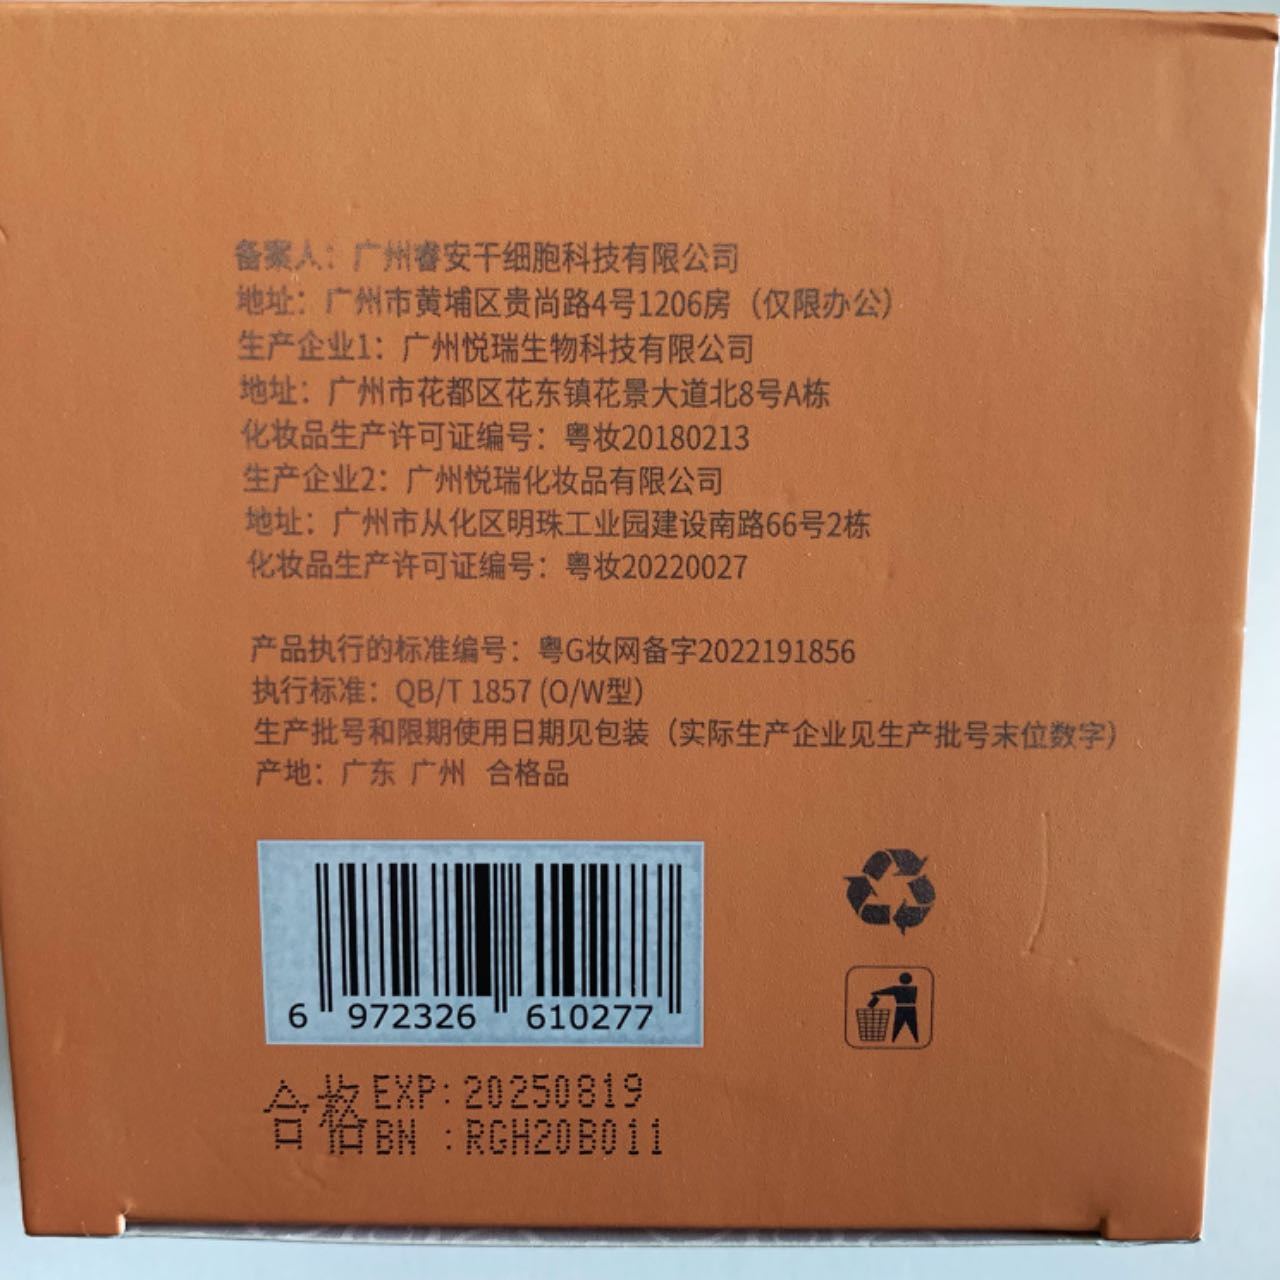 备案人：广州睿安干细胞科技有限公司
地址：广州市黄埔区贵尚路4号1206房（仅限办公）
生产企业1：广州悦瑞生物科技有限公司
地址：广州市花都区花东镇花景大道北8号A栋
化妆品生产许可证编号：粤妆20180213
生产企业2：广州悦瑞化妆品有限公司
地址：广州市从化区明珠工业园建设南路66号2栋
化妆品生产许可证编号：粤妆20220027
产品执行的标准编号：粤G妆网备字2022191856
执行标准：QB/T 1857 (O/W型)
生产批号和限期使用日期见包装（实际生产企业见生产批号末位数字）
产地：广东 广州 合格品
6 972326 610277
合格 EXP: 20250819
BN : RGH20B011